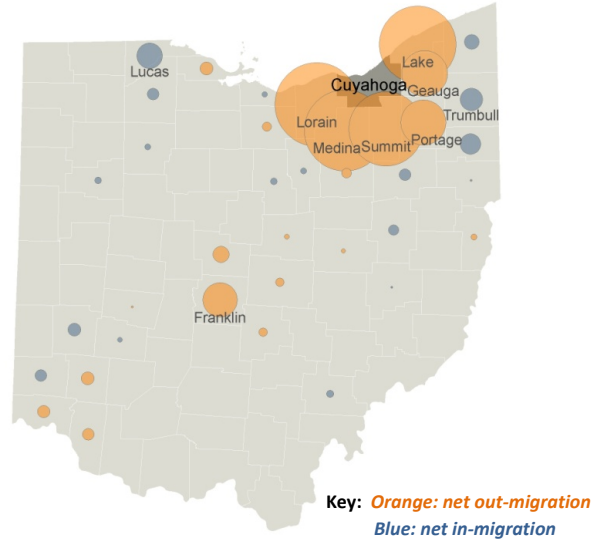 Lake
Lucas
Cuyahoga
Geauga
Trumbull
Lorain
Portage
Medina
Summit
Franklin
Key: Orange: net out-migration
Blue: net in-migration